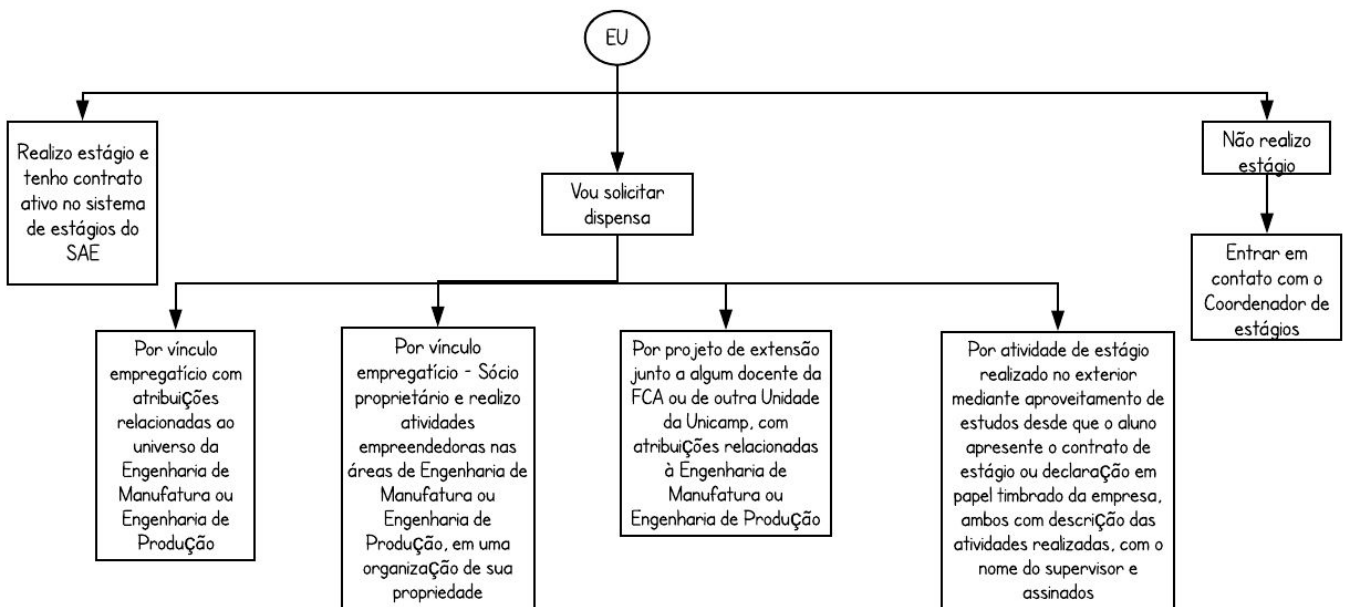 EU
Realizo estágio e
tenho contrato
ativo no sistema
de estágios do
SAE
Vou solicitar
dispensa
Não realizo
estágio
Entrar em
contato com o
Coordenador de
estágios
Por vínculo
empregatício com
atribuições
relacionadas ao
universo da
Engenharia de
Manufatura ou
Engenharia de
Produção
Por vínculo
empregatício - Sócio
proprietário e realizo
atividades
empreendedoras nas
áreas de Engenharia de
Manufatura ou
Engenharia de
Produção, em uma
organização de sua
propriedade
Por projeto de extensão
junto a algum docente da
FCA ou de outra Unidade
da Unicamp, com
atribuições relacionadas
à Engenharia de
Manufatura ou
Engenharia de Produção
Por atividade de estágio
realizado no exterior
mediante aproveitamento de
estudos desde que o aluno
apresente o contrato de
estágio ou declaração em
papel timbrado da empresa,
ambos com descrição das
atividades realizadas, com o
nome do supervisor e
assinados